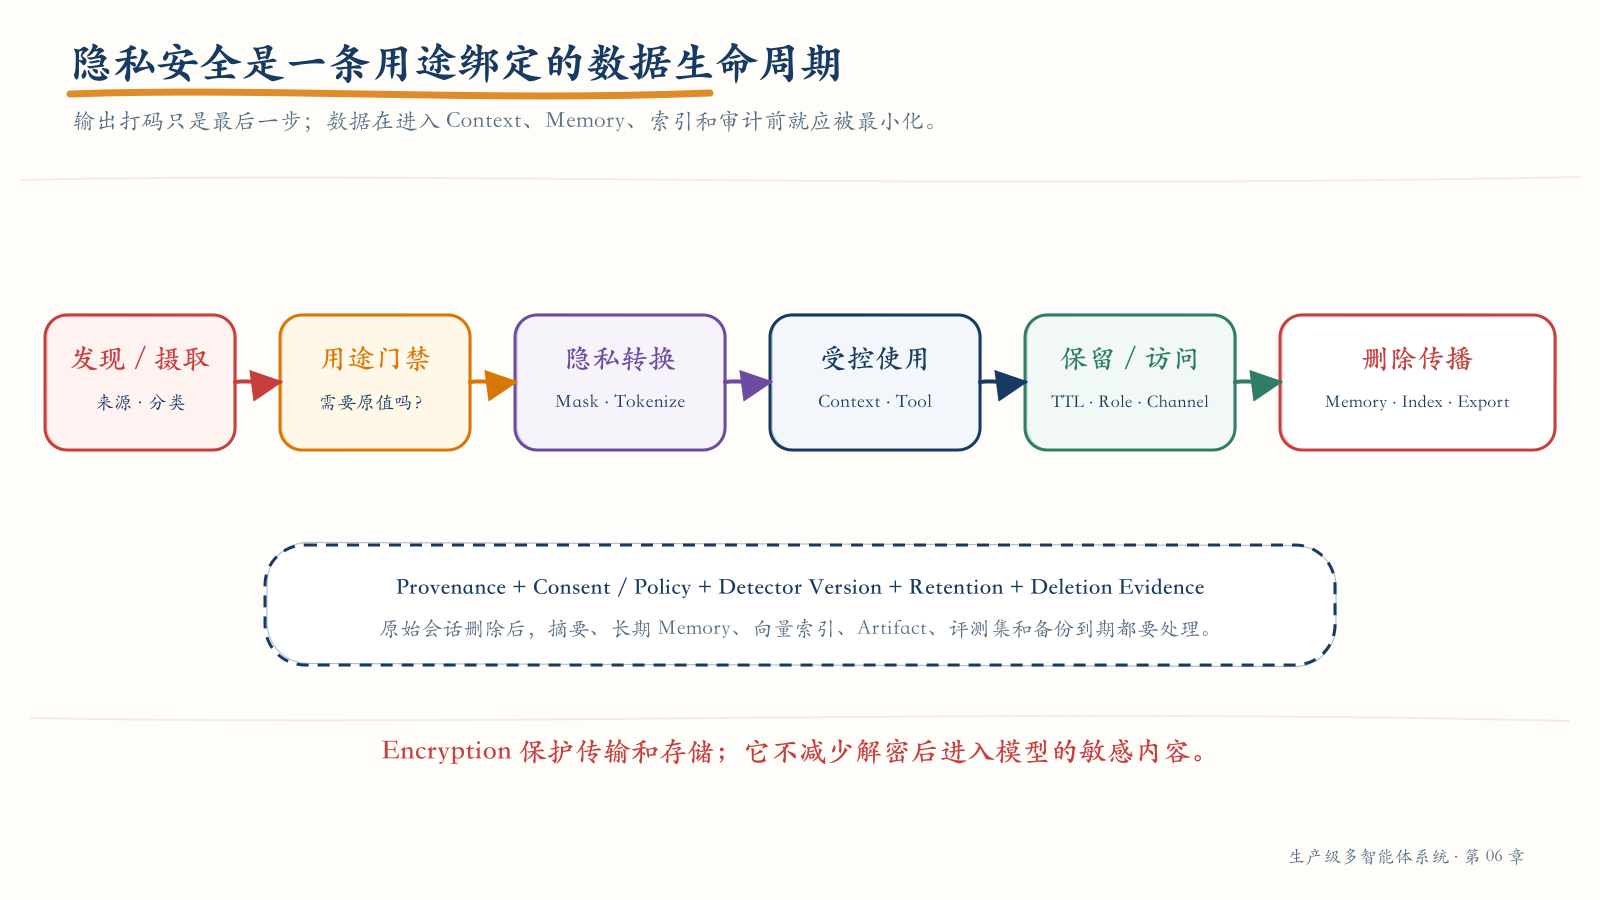 隐私安全是一条用途绑定的数据生命周期
输出打码只是最后一步；数据在进入 Context、Memory、索引和审计前就应被最小化。
发现 / 摄取
来源 · 分类
用途门禁
需要原值吗?
隐私转换
Mask · Tokenize
受控使用
Context · Tool
保留 / 访问
TTL · Role · Channel
删除传播
Memory · Index · Export
Provenance + Consent / Policy + Detector Version + Retention + Deletion Evidence
原始会话删除后，摘要、长期 Memory、向量索引、Artifact、评测集和备份到期都要处理。
Encryption 保护传输和存储；它不减少解密后进入模型的敏感内容。
生产级多智能体系统 · 第 06 章